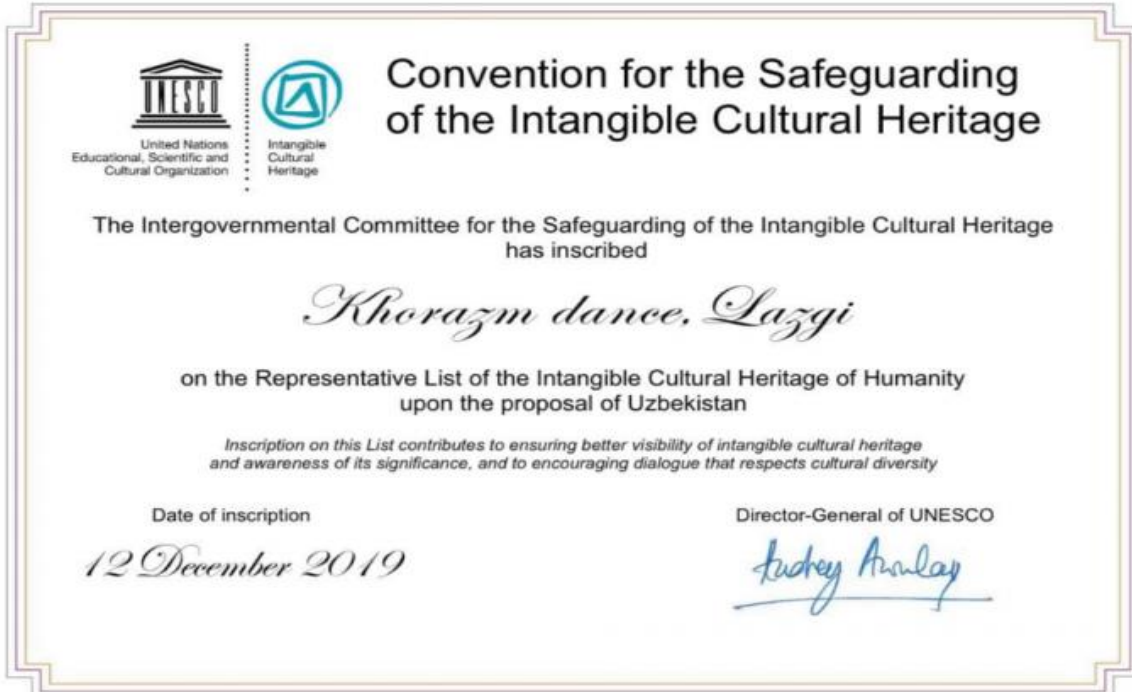 UNESCO
United Nations
Educational, Scientific and
Cultural Organization
Intangible
Cultural
Heritage
Convention for the Safeguarding
of the Intangible Cultural Heritage
The Intergovernmental Committee for the Safeguarding of the Intangible Cultural Heritage
has inscribed
Khorazm dance, Lazgi
on the Representative List of the Intangible Cultural Heritage of Humanity
upon the proposal of Uzbekistan
Inscription on this List contributes to ensuring better visibility of intangible cultural heritage
and awareness of its significance, and to encouraging dialogue that respects cultural diversity
Date of inscription
12 December 2019
Director-General of UNESCO
Audrey Azoulay